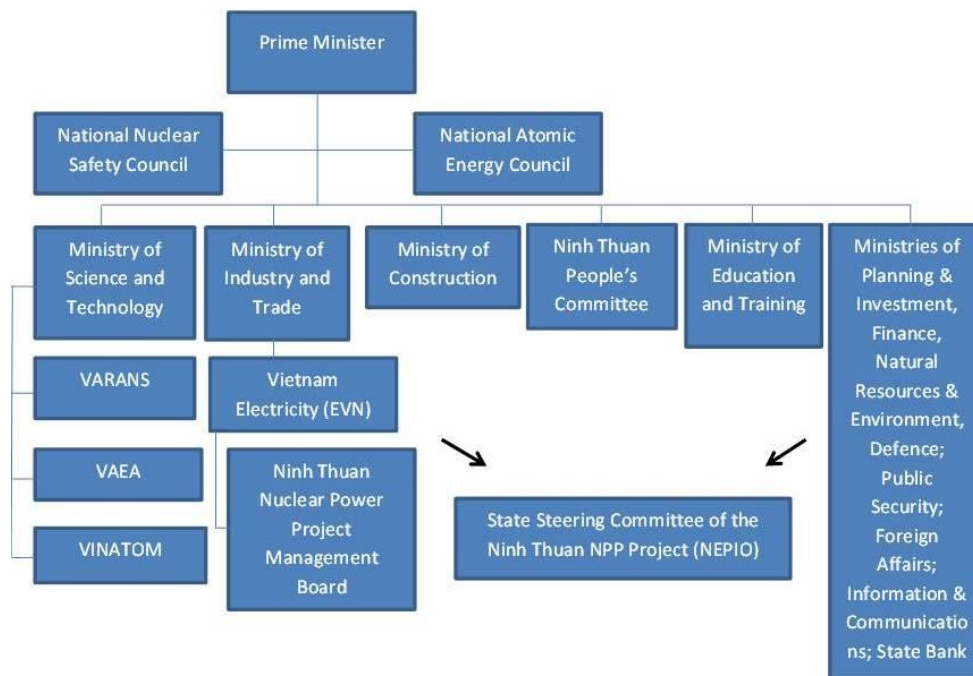 Prime Minister
National Nuclear
Safety Council
National Atomic
Energy Council
Ministry of
Science and
Technology
Ministry of
Industry and
Trade
Ministry of
Construction
Ninh Thuan
People’s
Committee
Ministry of
Education
and Training
Ministries of
Planning &
Investment,
Finance,
Natural
Resources &
Environment,
Defence;
Public
Security;
Foreign
Affairs;
Information &
Communicatio
ns; State Bank
VARANS
VAEA
VINATOM
Vietnam
Electricity (EVN)
Ninh Thuan
Nuclear Power
Project
Management
Board
State Steering Committee of the
Ninh Thuan NPP Project (NEPIO)